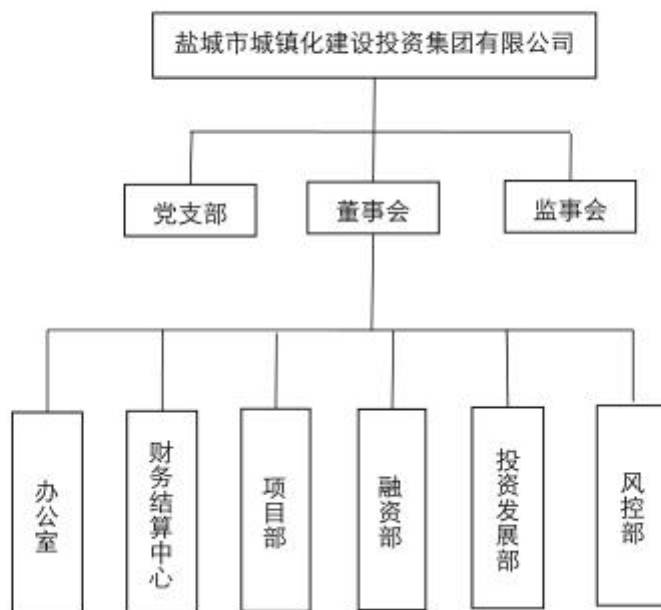 盐城市城镇化建设投资集团有限公司
党支部
董事会
监事会
办公室
财务结算中心
项目部
融资部
投资发展部
风控部